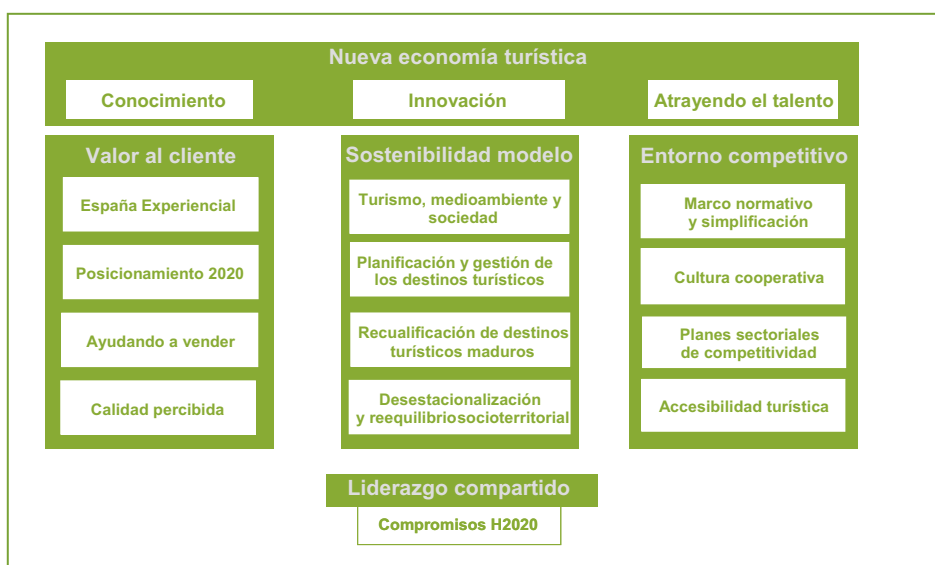 Nueva economía turística
Conocimiento
Innovación
Atrayendo el talento
Valor al cliente
España Experiencial
Posicionamiento 2020
Ayudando a vender
Calidad percibida
Sostenibilidad modelo
Turismo, medioambiente y
sociedad
Planificación y gestión de
los destinos turísticos
Recualificación de destinos
turísticos maduros
Desestacionalización
y reequilibriosocioterritorial
Entorno competitivo
Marco normativo
y simplificación
Cultura cooperativa
Planes sectoriales
de competitividad
Accesibilidad turística
Liderazgo compartido
Compromisos H2020